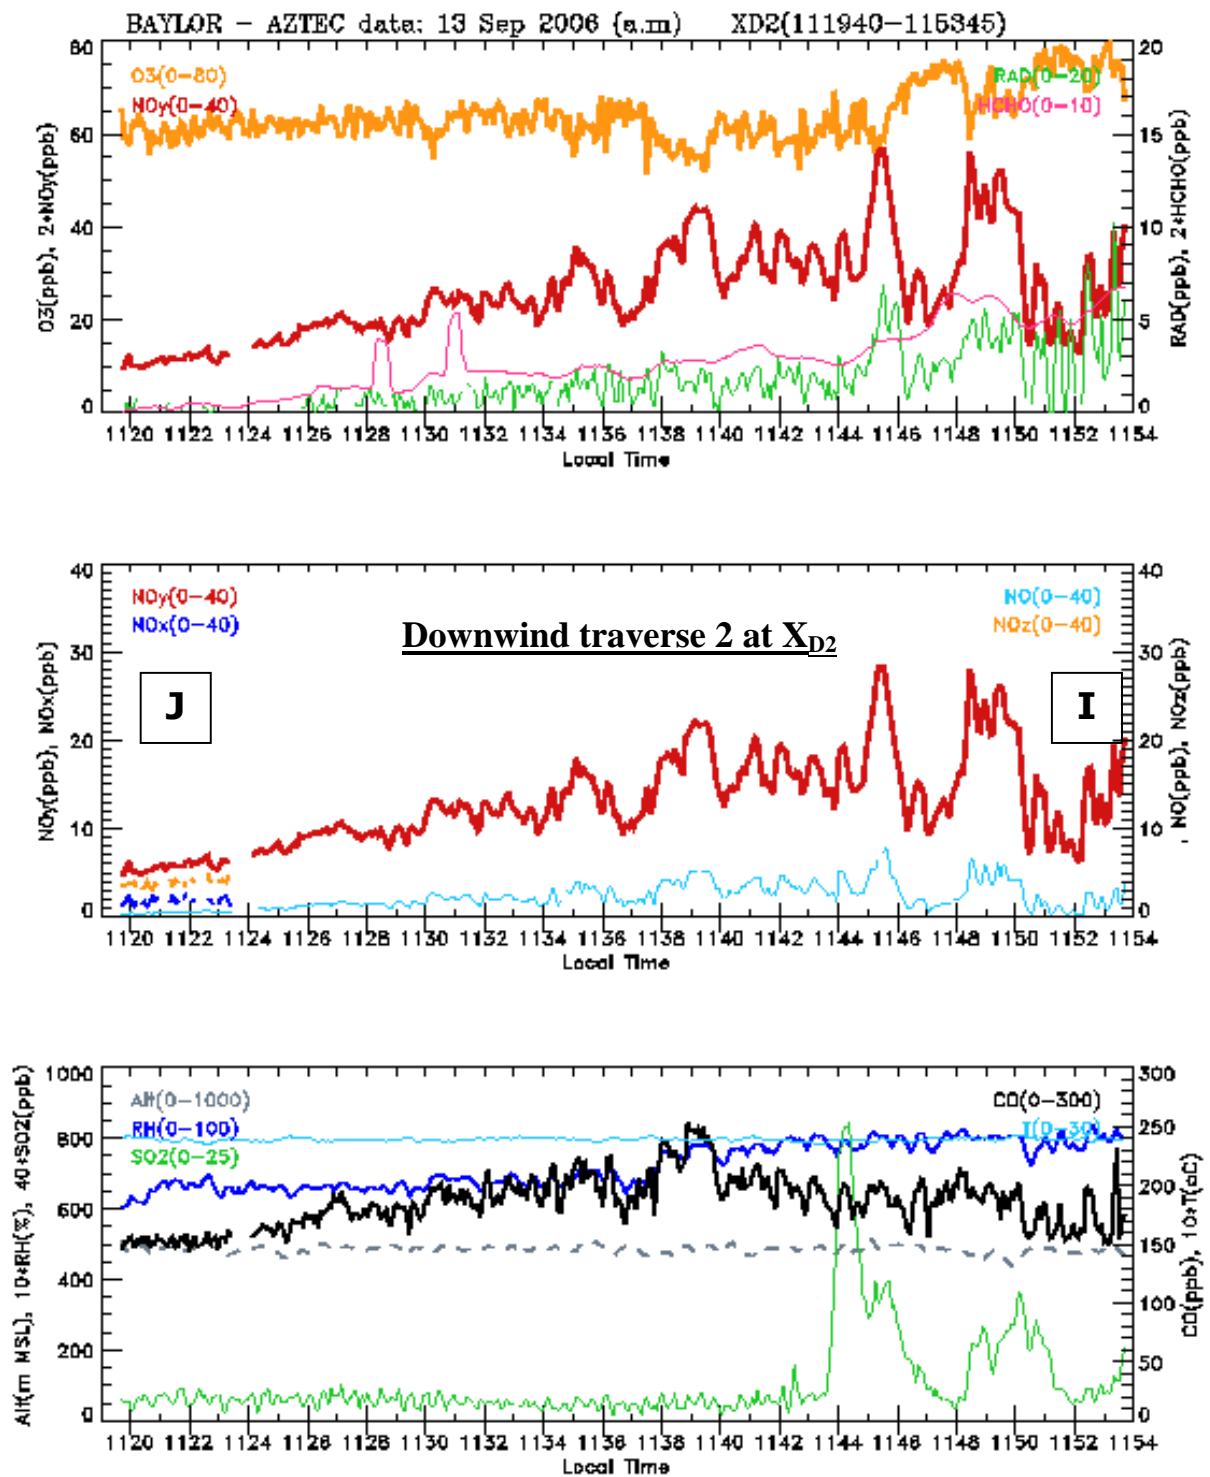 BAYLOR - AZTEC data: 13 Sep 2006 (a.m) XD2(111940-115345)
80 20
O3(0-80) RAD(0-20)
NOy(0-40) HCHO(0-10)
60 15
40 10
20 5
0 0
O3(ppb), 2*NOy(ppb)
RAD(ppb), 2*HCHO(ppb)
1120 1122 1124 1126 1128 1130 1132 1134 1136 1138 1140 1142 1144 1146 1148 1150 1152 1154
Local Time
40 40
NOy(0-40) NO(0-40)
NOx(0-40) NOz(0-40)
Downwind traverse 2 at XD2
30 30
J I
20 20
10 10
0 0
NOy(ppb), NOx(ppb)
, NO(ppb), NOz(ppb)
1120 1122 1124 1126 1128 1130 1132 1134 1136 1138 1140 1142 1144 1146 1148 1150 1152 1154
Local Time
1000 300
Alt(0-1000) CO(0-300)
RH(0-100) T(0-30)
SO2(0-25)
800 250
600 200
400 150
200 100
0 50
0
Alt(m MSL), 10*RH(%), 40*SO2(ppb)
CO(ppb), 10*T(oC)
1120 1122 1124 1126 1128 1130 1132 1134 1136 1138 1140 1142 1144 1146 1148 1150 1152 1154
Local Time